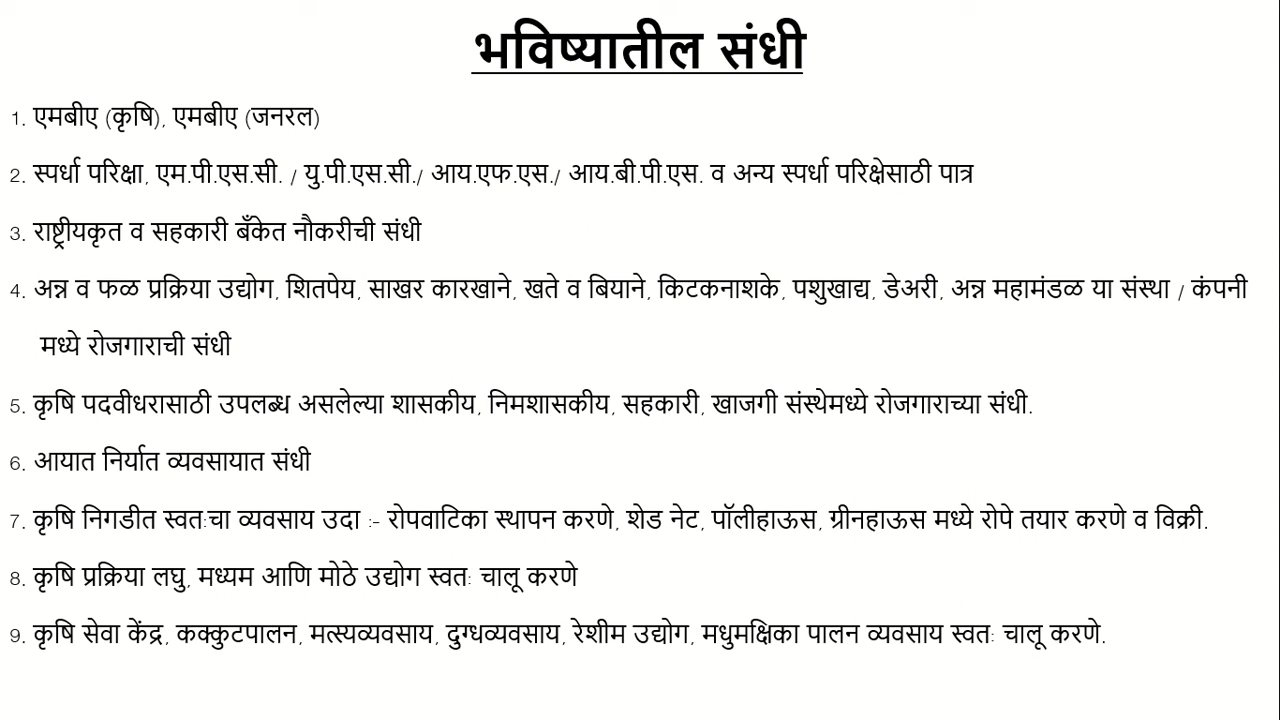 भविष्यातील संधी
1. एमबीए (कृषि), एमबीए (जनरल)
2. स्पर्धा परिक्षा, एम.पी.एस.सी. / यु.पी.एस.सी./ आय.एफ.एस./ आय.बी.पी.एस. व अन्य स्पर्धा परिक्षेसाठी पात्र
3. राष्ट्रीयकृत व सहकारी बँकेत नौकरीची संधी
4. अन्न व फळ प्रक्रिया उद्योग, शितपेय, साखर कारखाने, खते व बियाने, किटकनाशके, पशुखाद्य, डेअरी, अन्न महामंडळ या संस्था / कंपनी
मध्ये रोजगाराची संधी
5. कृषि पदवीधरासाठी उपलब्ध असलेल्या शासकीय, निमशासकीय, सहकारी, खाजगी संस्थेमध्ये रोजगाराच्या संधी.
6. आयात निर्यात व्यवसायात संधी
7. कृषि निगडीत स्वत:चा व्यवसाय उदा :- रोपवाटिका स्थापन करणे, शेड नेट, पॉलीहाऊस, ग्रीनहाऊस मध्ये रोपे तयार करणे व विक्री.
8. कृषि प्रक्रिया लघु, मध्यम आणि मोठे उद्योग स्वत: चालू करणे
9. कृषि सेवा केंद्र, कक्कुटपालन, मत्स्यव्यवसाय, दुग्धव्यवसाय, रेशीम उद्योग, मधुमक्षिका पालन व्यवसाय स्वत: चालू करणे.